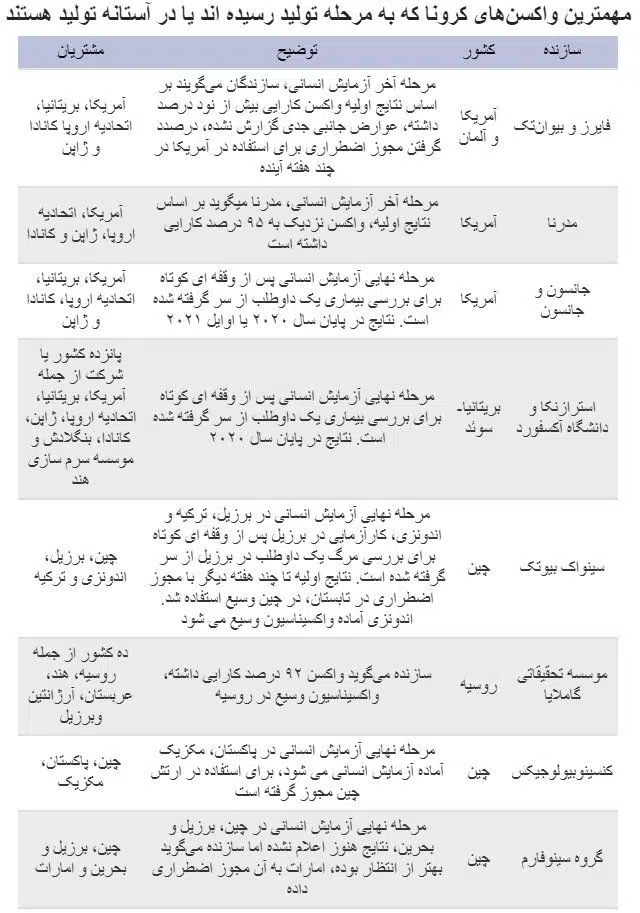 مهمترین واکسن‌های کرونا که به مرحله تولید رسیده اند یا در آستانه تولید هستند
سازنده
کشور
توضیح
مشتریان
فایزر و بیوان‌تک
آمریکا
و آلمان
مرحله آخر آزمایش انسانی، سازندگان می‌گویند بر
اساس نتایج اولیه واکسن کارایی بیش از نود درصد
داشته، عوارض جانبی جدی گزارش نشده، درصدد
گرفتن مجوز اضطراری برای استفاده در آمریکا در
چند هفته آینده
آمریکا، بریتانیا،
اتحادیه اروپا کانادا
و ژاپن
مدرنا
آمریکا
مرحله آخر آزمایش انسانی، مدرنا میگوید بر اساس
نتایج اولیه، واکسن نزدیک به ۹۵ درصد کارایی
داشته است
آمریکا، اتحادیه
اروپا، ژاپن و کانادا
جانسون و
جانسون
آمریکا
مرحله نهایی آزمایش انسانی پس از وقفه ای کوتاه
برای بررسی بیماری یک داوطلب از سر گرفته شده
است. نتایج در پایان سال ۲۰۲۰ یا اوایل ۲۰۲۱
آمریکا، بریتانیا،
اتحادیه اروپا، کانادا
و ژاپن
استرازنکا و
دانشگاه آکسفورد
بریتانیا-
سوئد
مرحله نهایی آزمایش انسانی پس از وقفه ای کوتاه
برای بررسی بیماری یک داوطلب از سر گرفته شده
است. نتایج در پایان سال ۲۰۲۰
پانزده کشور یا
شرکت از جمله
آمریکا، بریتانیا،
اتحادیه اروپا، ژاپن،
کانادا، بنگلادش و
موسسه سرم سازی
هند
سینواک بیوتک
چین
مرحله نهایی آزمایش انسانی در برزیل، ترکیه و
اندونزی، کارآزمایی در برزیل پس از وقفه ای کوتاه
برای بررسی مرگ یک داوطلب در برزیل از سر
گرفته شده است. نتایج اولیه تا چند هفته دیگر با مجوز
اضطراری در تابستان، در چین وسیع استفاده شد.
اندونزی آماده واکسیناسیون وسیع می شود
چین، برزیل،
اندونزی و ترکیه
موسسه تحقیقاتی
گامالایا
روسیه
سازنده می‌گوید واکسن ۹۲ درصد کارایی داشته،
واکسیناسیون وسیع در روسیه
ده کشور از جمله
روسیه، هند،
عربستان، آرژانتین
وبرزیل
کنسینوبیولوجیکس
چین
مرحله نهایی آزمایش انسانی در پاکستان، مکزیک
آماده آزمایش انسانی می شود، برای استفاده در ارتش
چین مجوز گرفته است
چین، پاکستان،
مکزیک
گروه سینوفارم
چین
مرحله نهایی آزمایش انسانی در چین، برزیل و
بحرین، نتایج هنوز اعلام نشده اما سازنده می‌گوید
بهتر از انتظار بوده، امارات به آن مجوز اضطراری
داده
چین، برزیل و
بحرین و امارات